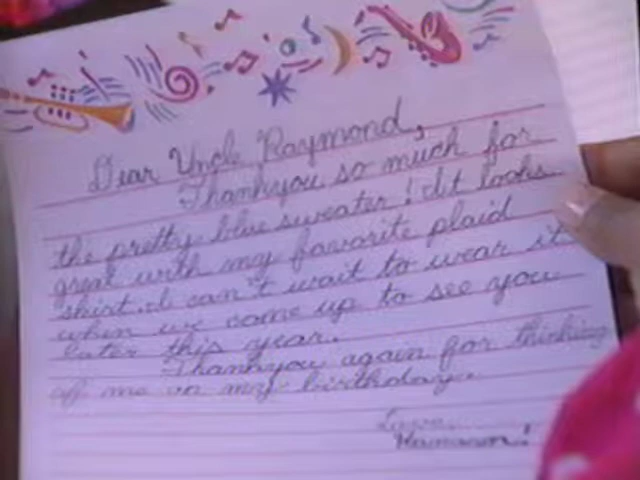 Dear Uncle Raymond,
Thankyou so much for
the pretty blue sweater! It looks
great with my favorite plaid
skirt. I can't wait to wear it
when we come up to see you
later this year.
Thankyou again for thinking
of me on my birthday.
Love,